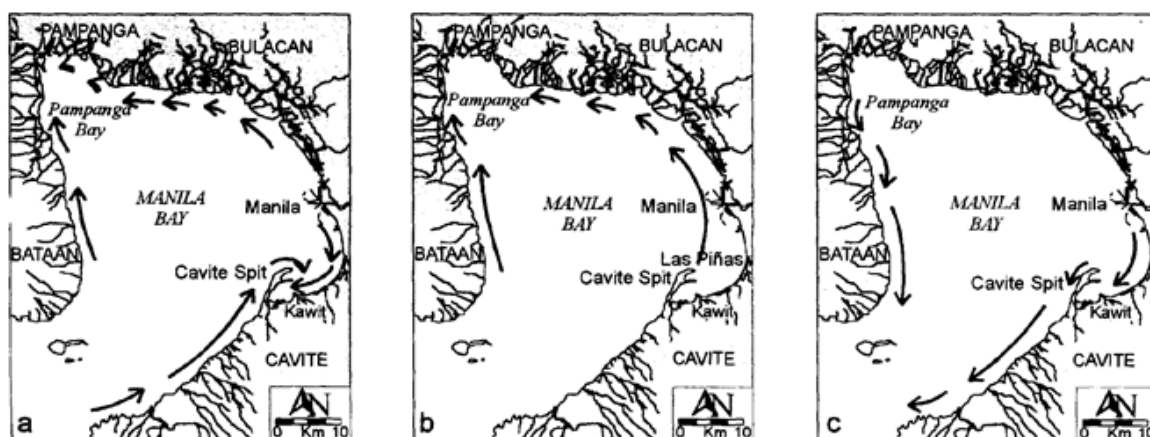 PAMPANGA
BULACAN
Pampanga
Bay
MANILA
BAY
Manila
BATAAN
Cavite Spit
Kawit
CAVITE
a
N
0 Km 10
PAMPANGA
BULACAN
Pampanga
Bay
MANILA
BAY
Manila
BATAAN
Las Piñas
Cavite Spit
Kawit
CAVITE
b
N
0 Km 10
PAMPANGA
BULACAN
Pampanga
Bay
MANILA
BAY
Manila
BATAAN
Cavite Spit
Kawit
CAVITE
c
N
0 Km 10